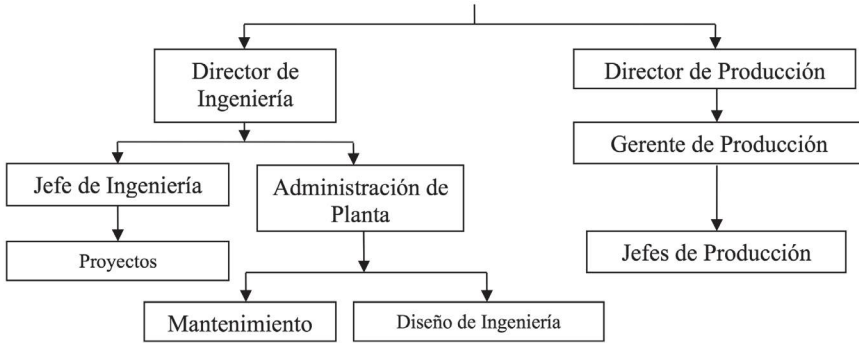 Director de
Ingeniería
Director de Producción
Gerente de Producción
Jefe de Ingeniería
Administración de
Planta
Proyectos
Jefes de Producción
Mantenimiento
Diseño de Ingeniería